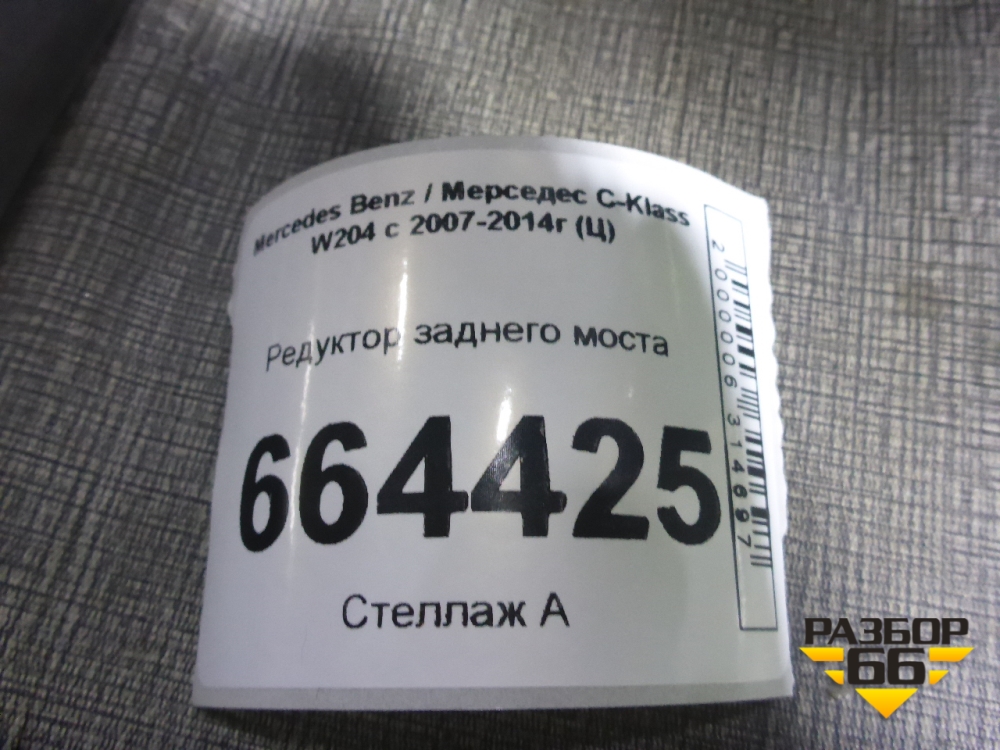 Mercedes Benz / Мерседес C-Klass
W204 с 2007-2014г (Ц)
Редуктор заднего моста
664425
Стеллаж А
2000006314697
РАЗБОР
66